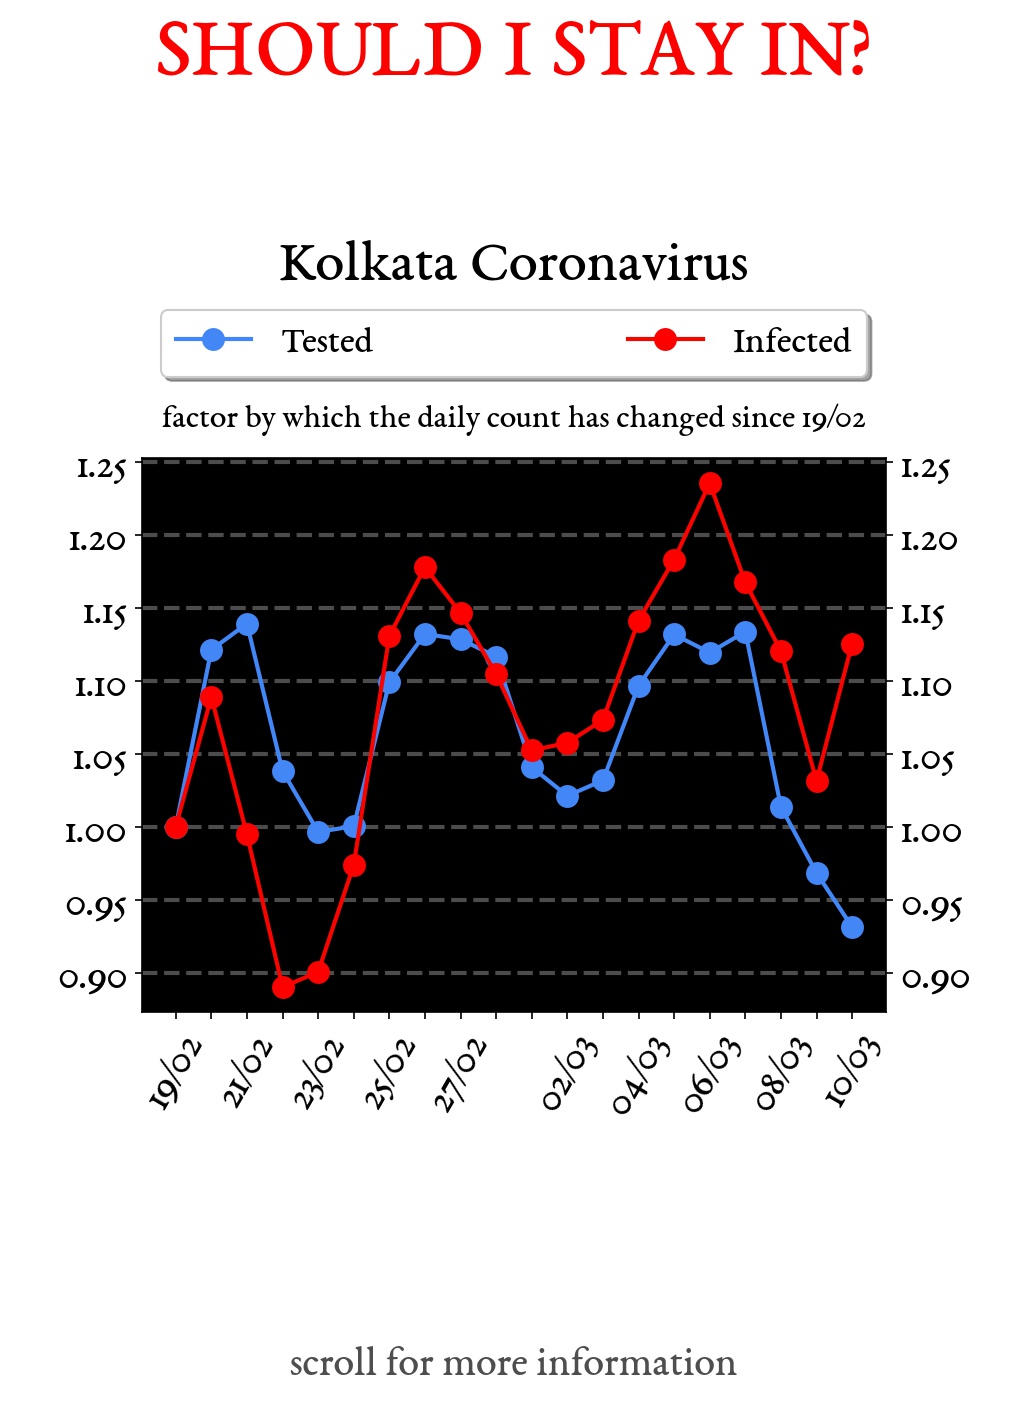 SHOULD I STAY IN?
Kolkata Coronavirus
Tested Infected
factor by which the daily count has changed since 19/02
1.25 1.25
1.20 1.20
1.15 1.15
1.10 1.10
1.05 1.05
1.00 1.00
0.95 0.95
0.90 0.90
19/02 21/02 23/02 25/02 27/02 02/03 04/03 06/03 08/03 10/03
scroll for more information